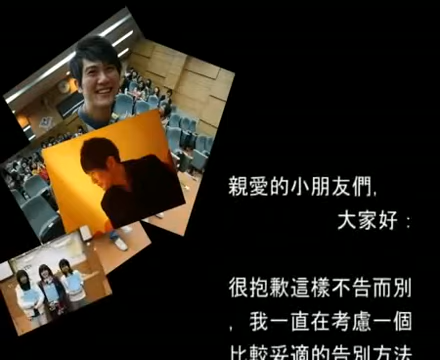 親愛的小朋友們,
大家好：
很抱歉這樣不告而別
，我一直在考慮一個
比較妥適的告別方法